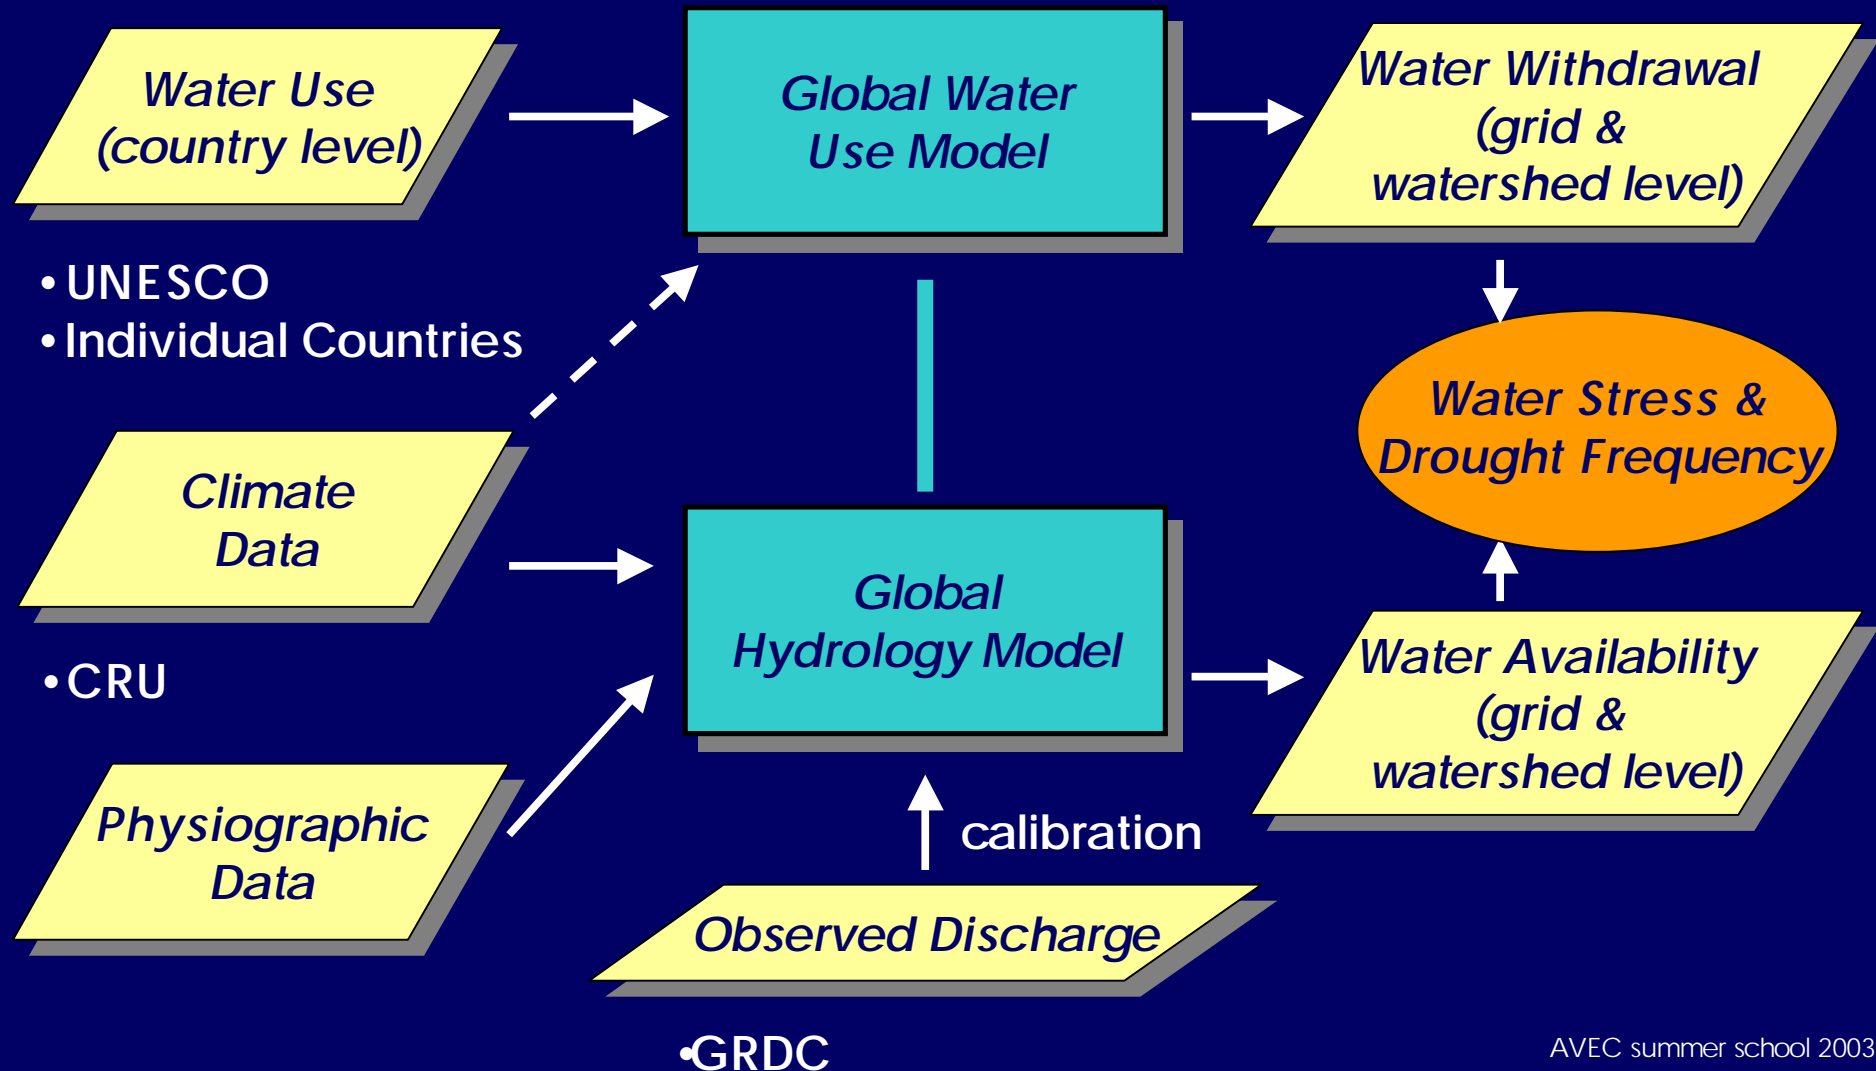 Water Use
(country level)
Global Water
Use Model
Water Withdrawal
(grid &
watershed level)
•UNESCO
•Individual Countries
Water Stress &
Drought Frequency
Climate
Data
Global
Hydrology Model
Water Availability
(grid &
watershed level)
•CRU
Physiographic
Data
calibration
Observed Discharge
•GRDC
AVEC summer school 2003